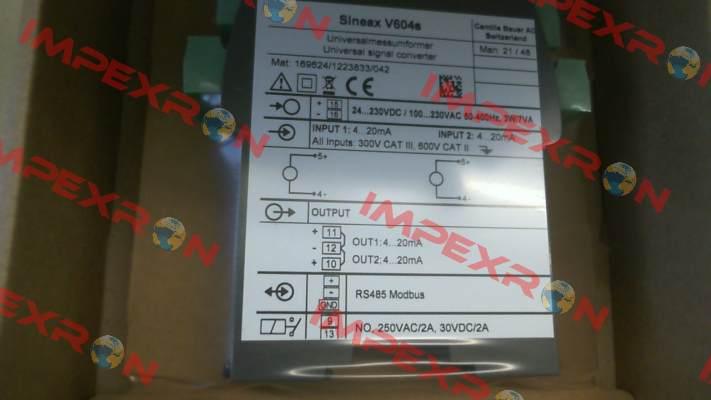 Sineax V604s
Universalmessumformer
Universal signal converter
Camille Bauer AG
Switzerland
Man: 21 / 48
Mat: 169624/1223833/042
CE
+ 15
- 16
24...230VDC / 100...230VAC 50-400Hz, 3W/7VA
INPUT 1: 4...20mA
INPUT 2: 4...20mA
All Inputs: 300V CAT III, 600V CAT II
5+
5+
4-
4-
OUTPUT
+ 11
- 12
+ 10
OUT1: 4...20mA
OUT2: 4...20mA
+
-
GND
RS485 Modbus
9
13
NO, 250VAC/2A, 30VDC/2A
IMPEXRON
IMPEXRON
IMPEXRON
IMPEXRON
IMPEXRON